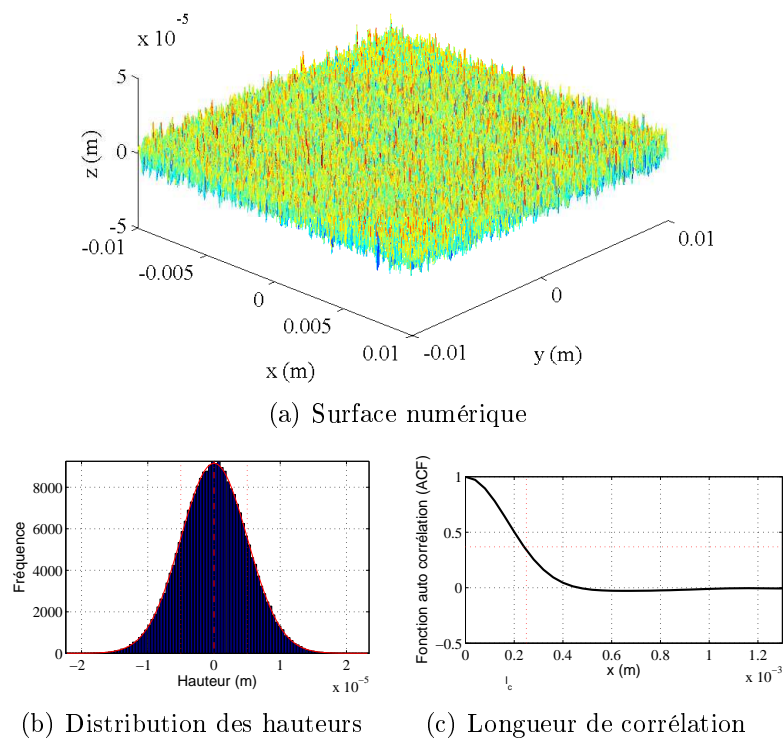 x 10 -5
5
0
-5
z (m)
-0.01
-0.005
0
0.005
0.01
x (m)
-0.01
0
0.01
y (m)
(a) Surface numérique
8000
6000
4000
2000
0
Fréquence
−2 −1 0 1 2
Hauteur (m)
x 10 -5
(b) Distribution des hauteurs
1
0.5
0
−0.5
Fonction auto corrélation (ACF)
0 0.2 0.4 0.6 0.8 1 1.2
l c
x (m)
x 10 −3
(c) Longueur de corrélation